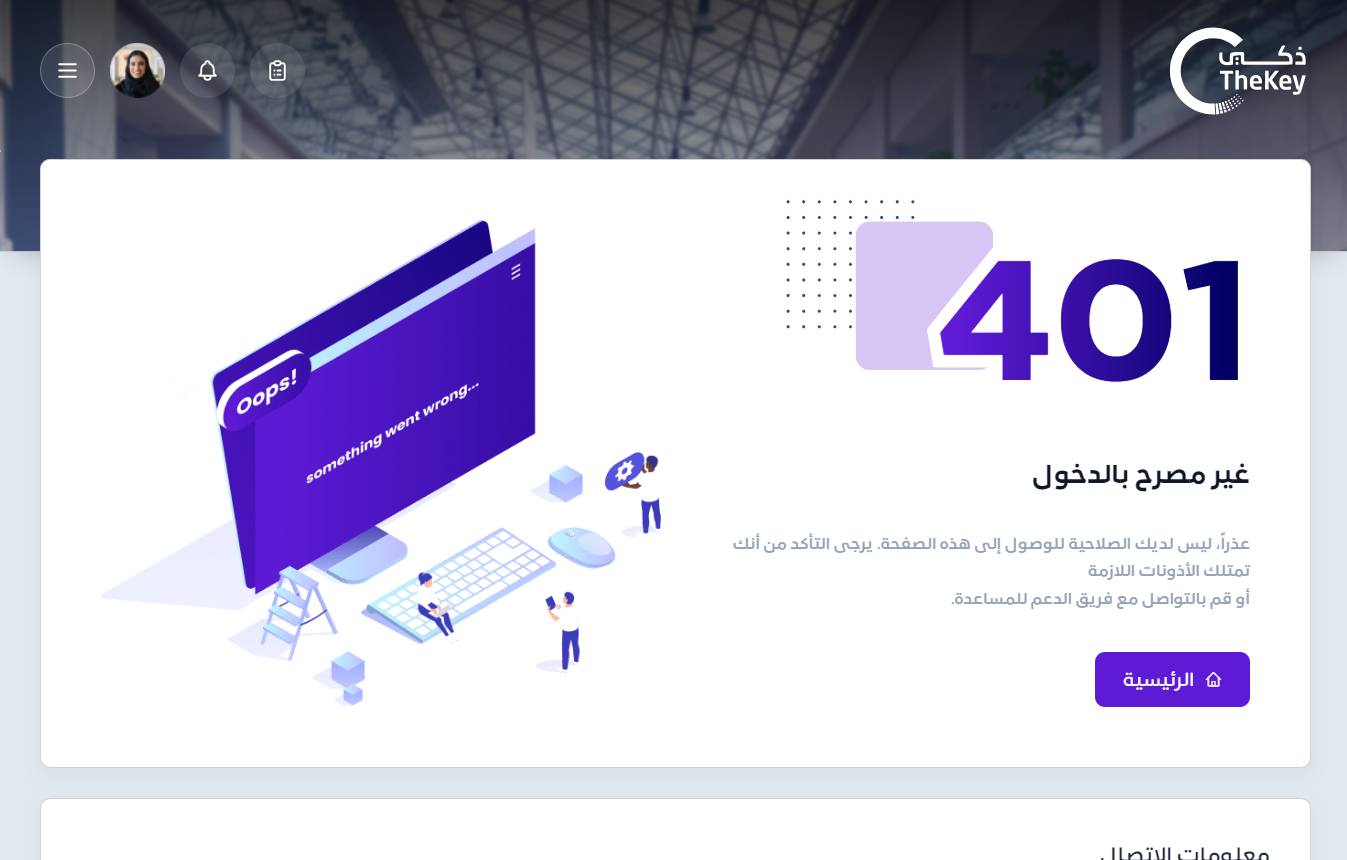 ذكي
TheKey
401
غير مصرح بالدخول
عذراً، ليس لديك الصلاحية للوصول إلى هذه الصفحة. يرجى التأكد من أنك
تمتلك الأذونات اللازمة
أو قم بالتواصل مع فريق الدعم للمساعدة.
الرئيسية
Oops!
something went wrong...
معلومات الاتصال